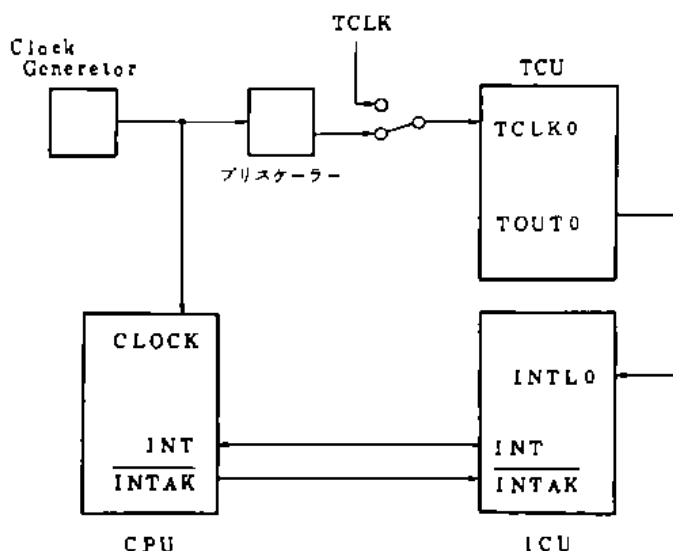 TCLK
Clock
Generetor
TCU
TCLK0
プリスケーラー
TOUT0
CLOCK
INTL0
INT
INT
INTAK
INTAK
CPU
ICU